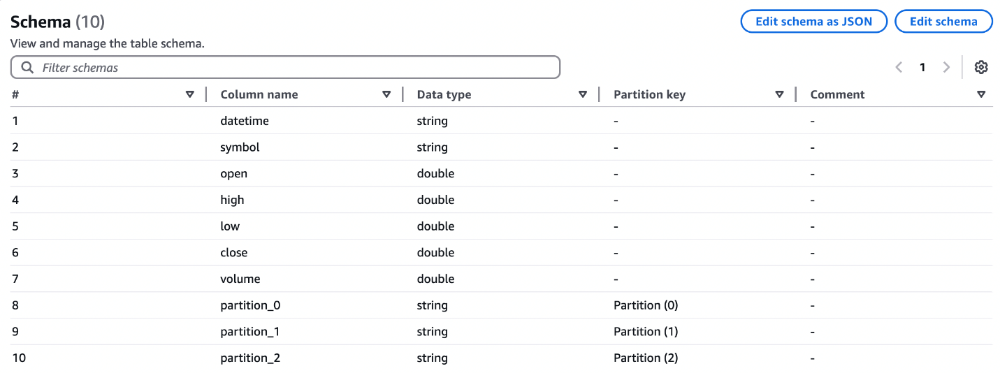 Schema (10)
Edit schema as JSON
Edit schema
View and manage the table schema.
Filter schemas
1
# Column name Data type Partition key Comment
1 datetime string - -
2 symbol string - -
3 open double - -
4 high double - -
5 low double - -
6 close double - -
7 volume double - -
8 partition_0 string Partition (0) -
9 partition_1 string Partition (1) -
10 partition_2 string Partition (2) -